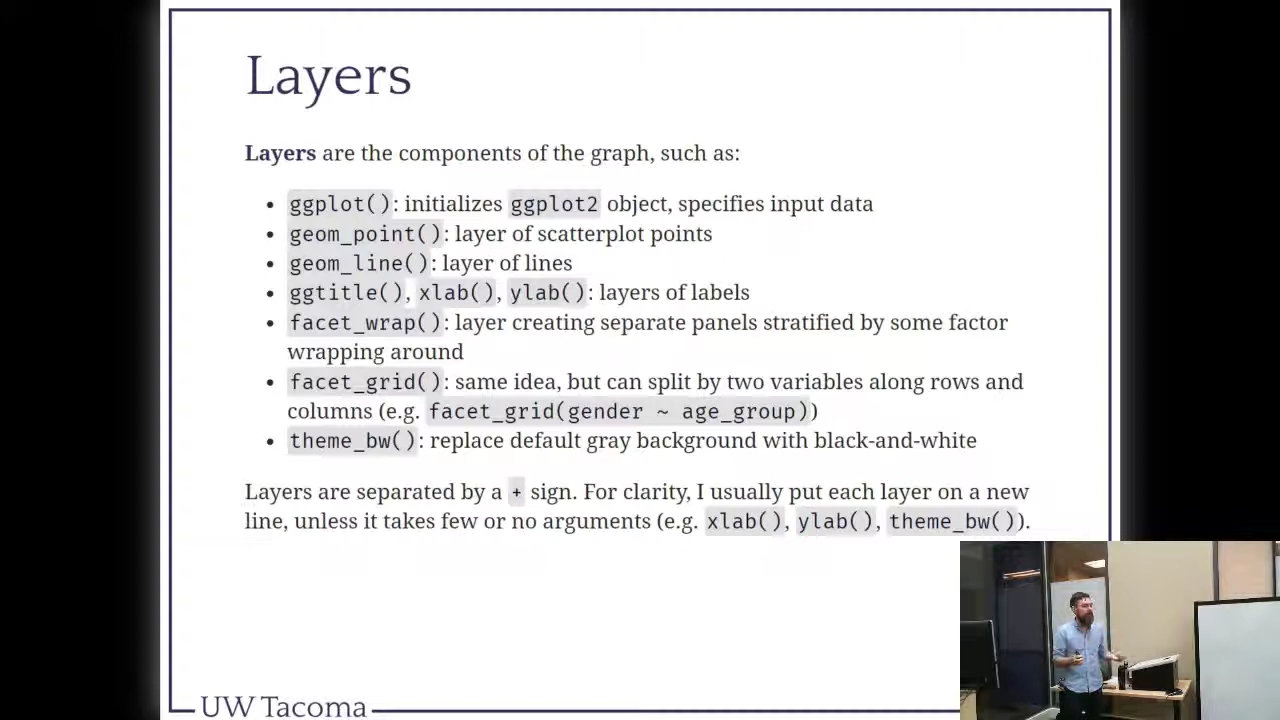 Layers
Layers are the components of the graph, such as:
• ggplot(): initializes ggplot2 object, specifies input data
• geom_point(): layer of scatterplot points
• geom_line(): layer of lines
• ggtitle(), xlab(), ylab(): layers of labels
• facet_wrap(): layer creating separate panels stratified by some factor
wrapping around
• facet_grid(): same idea, but can split by two variables along rows and
columns (e.g. facet_grid(gender ~ age_group))
• theme_bw(): replace default gray background with black-and-white
Layers are separated by a + sign. For clarity, I usually put each layer on a new
line, unless it takes few or no arguments (e.g. xlab(), ylab(), theme_bw()).
UW Tacoma